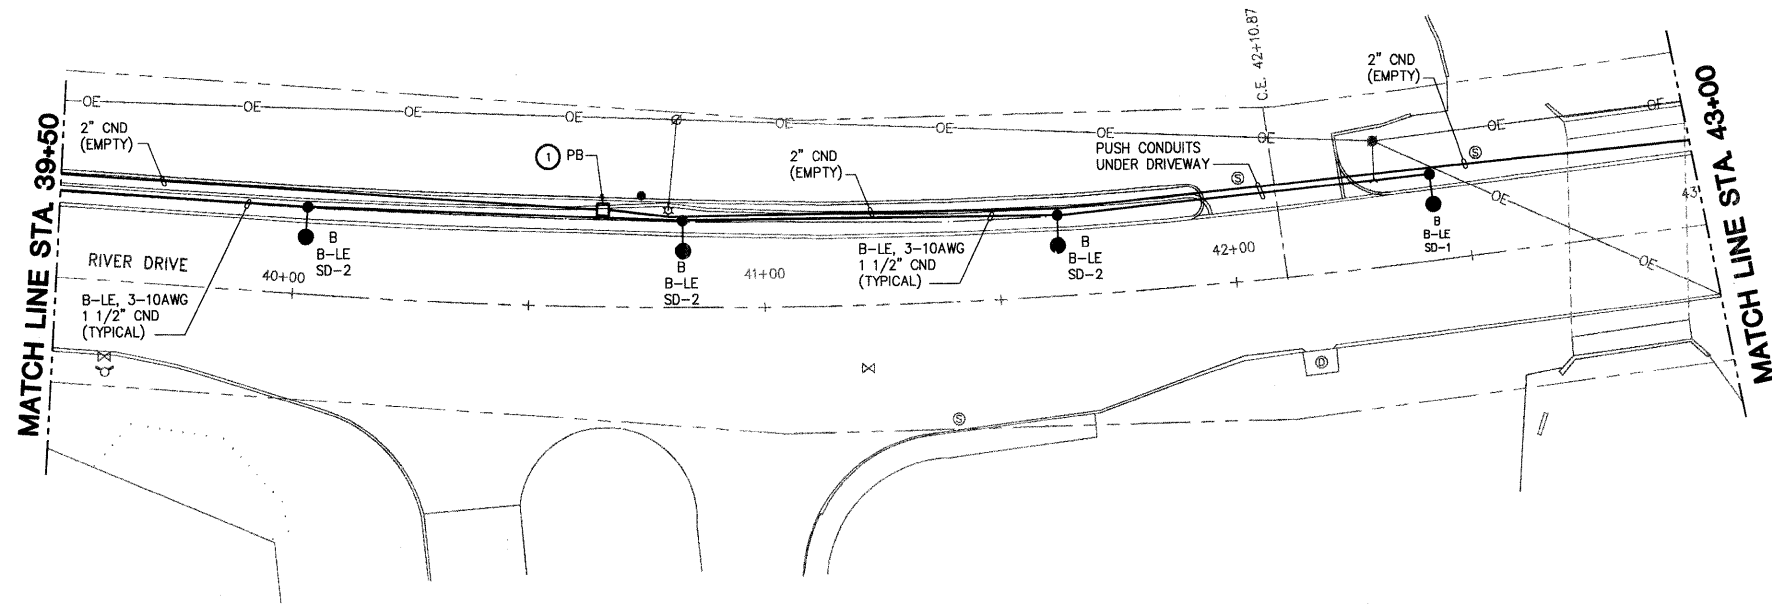 MATCH LINE STA. 39+50
OE
OE
OE
OE
OE
OE
OE
OE
OE
OE
2" CND
(EMPTY)
1
PB
2" CND
(EMPTY)
PUSH CONDUITS
UNDER DRIVEWAY
C.E. 42+10.87
2" CND
(EMPTY)
S
S
OE
OE
43
MATCH LINE STA. 43+00
RIVER DRIVE
40+00
B
B-LE
SD-2
B
B-LE
SD-2
41+00
B-LE, 3-10AWG
1 1/2" CND
(TYPICAL)
B
B-LE
SD-2
42+00
B
B-LE
SD-1
B-LE, 3-10AWG
1 1/2" CND
(TYPICAL)
D
S